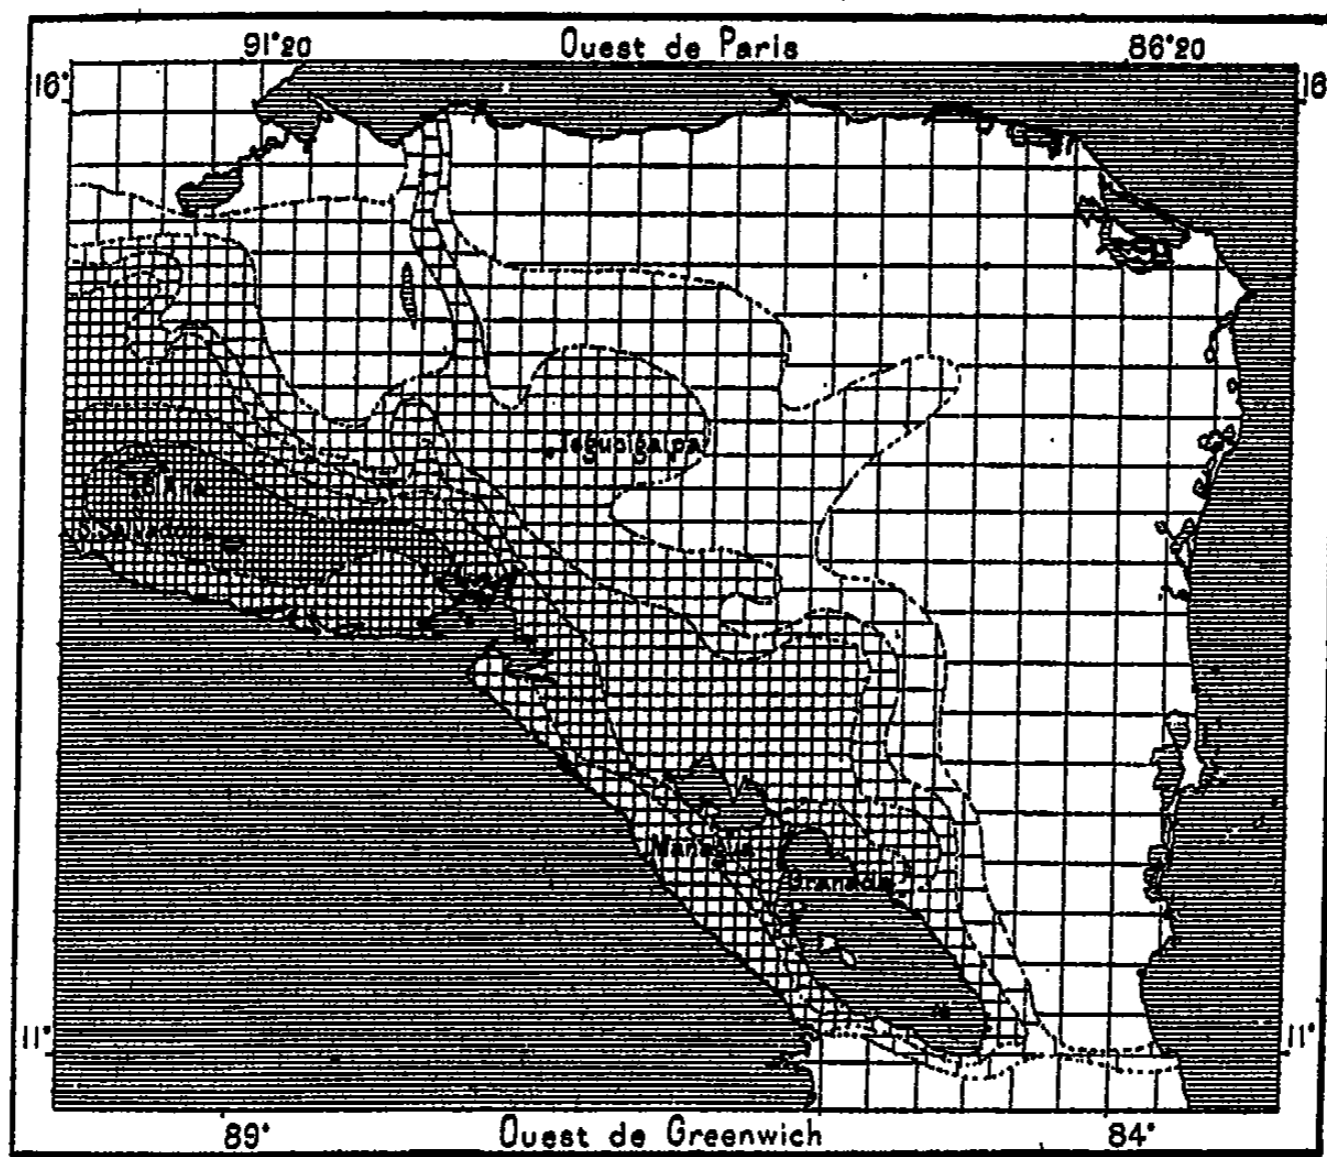 91°20 Ouest de Paris 86°20
16° 16
Tegucigalpa
S. Salvador
Managua
Granada
11° 11°
89° Ouest de Greenwich 84°